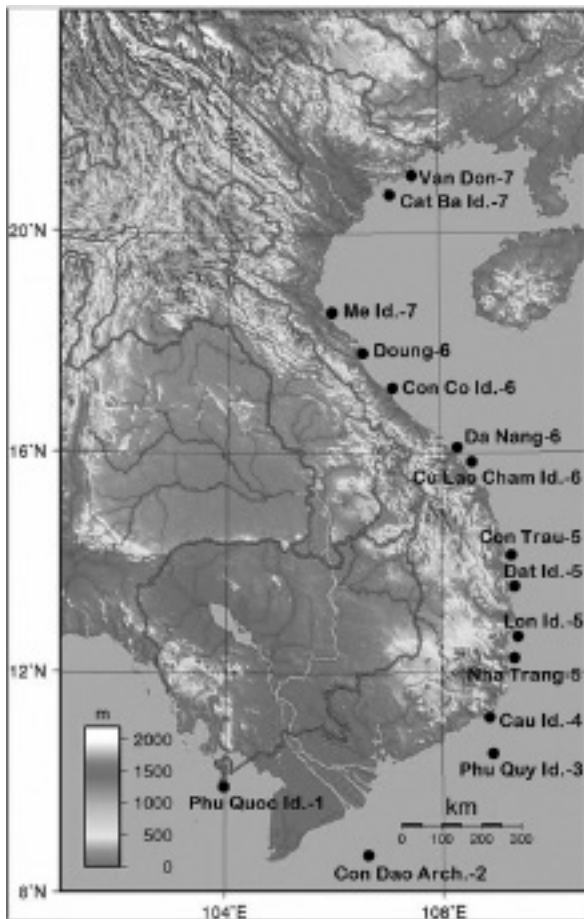 Van Don-7
Cat Ba Id.-7
20°N
Me Id.-7
Doung-6
Con Co Id.-6
Da Nang-6
16°N
Cu Lao Cham Id.-6
Con Trau-5
Dat Id.-5
Lon Id.-5
12°N
Nha Trang-5
m
2000
1500
1000
500
0
Cau Id.-4
Phu Quy Id.-3
Phu Quoc Id.-1
km
0 100 200 300
Con Dao Arch.-2
8°N
104°E
108°E